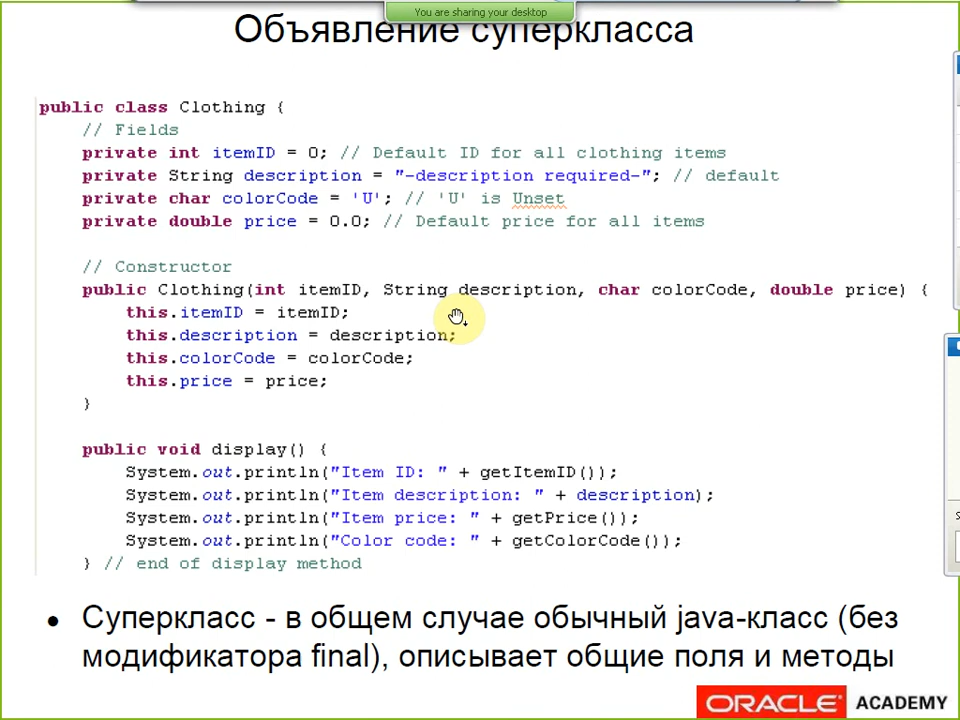 You are sharing your desktop
Объявление суперкласса
public class Clothing {
// Fields
private int itemID = 0; // Default ID for all clothing items
private String description = "-description required-"; // default
private char colorCode = 'U'; // 'U' is Unset
private double price = 0.0; // Default price for all items
// Constructor
public Clothing(int itemID, String description, char colorCode, double price) {
this.itemID = itemID;
this.description = description;
this.colorCode = colorCode;
this.price = price;
}
public void display() {
System.out.println("Item ID: " + getItemID());
System.out.println("Item description: " + description);
System.out.println("Item price: " + getPrice());
System.out.println("Color code: " + getColorCode());
} // end of display method
• Суперкласс - в общем случае обычный java-класс (без
модификатора final), описывает общие поля и методы
ORACLE ACADEMY